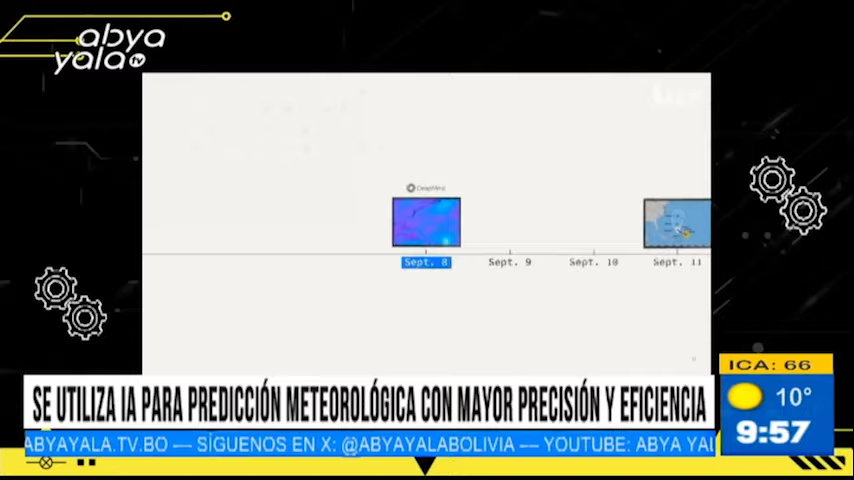 abya
yala tv
DeepMind
Sept. 8
Sept. 9
Sept. 10
Sept. 11
ICA: 66
SE UTILIZA IA PARA PREDICCIÓN METEOROLÓGICA CON MAYOR PRECISIÓN Y EFICIENCIA
10°
9:57
ABYAYALA.TV.BO — SÍGUENOS EN X: @ABYAYALABOLIVIA — YOUTUBE: ABYA YAL